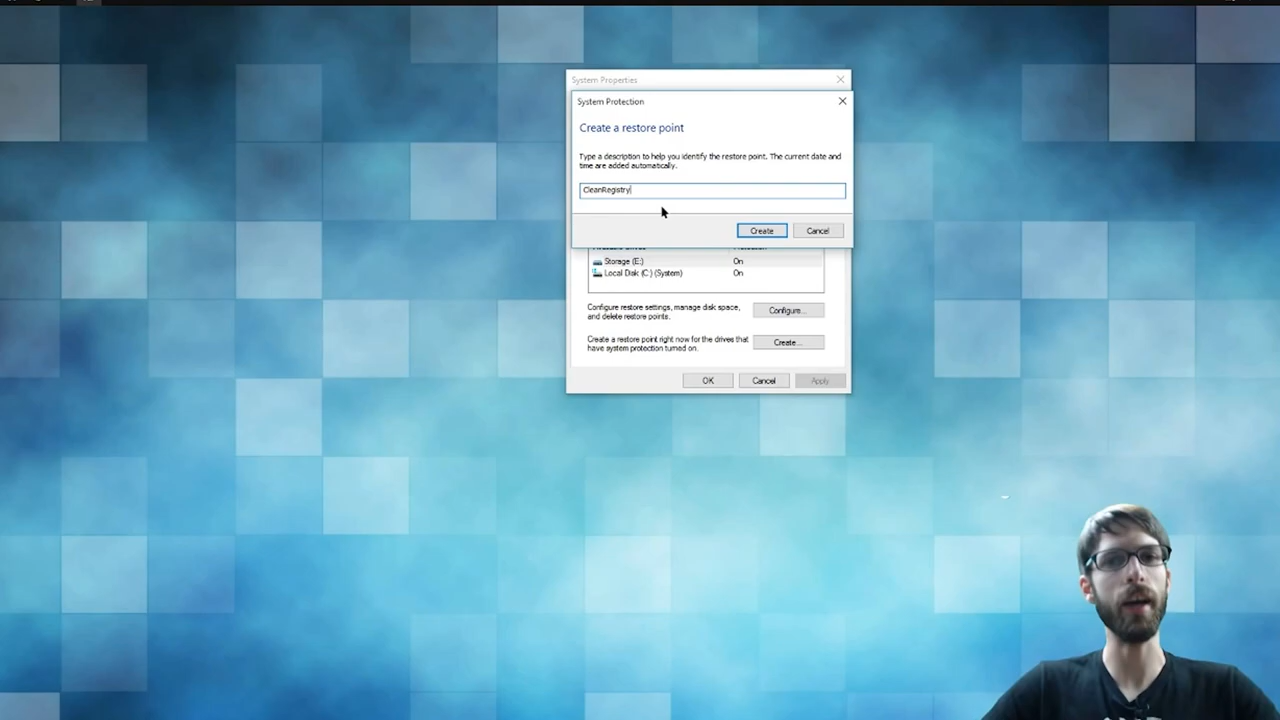 System Properties
System Protection
Create a restore point
Type a description to help you identify the restore point. The current date and
time are added automatically.
CleanRegistry
Create
Cancel
Storage (E:)
On
Local Disk (C:) (System)
On
Configure restore settings, manage disk space,
and delete restore points.
Configure...
Create a restore point right now for the drives that
have system protection turned on.
Create...
OK
Cancel
Apply